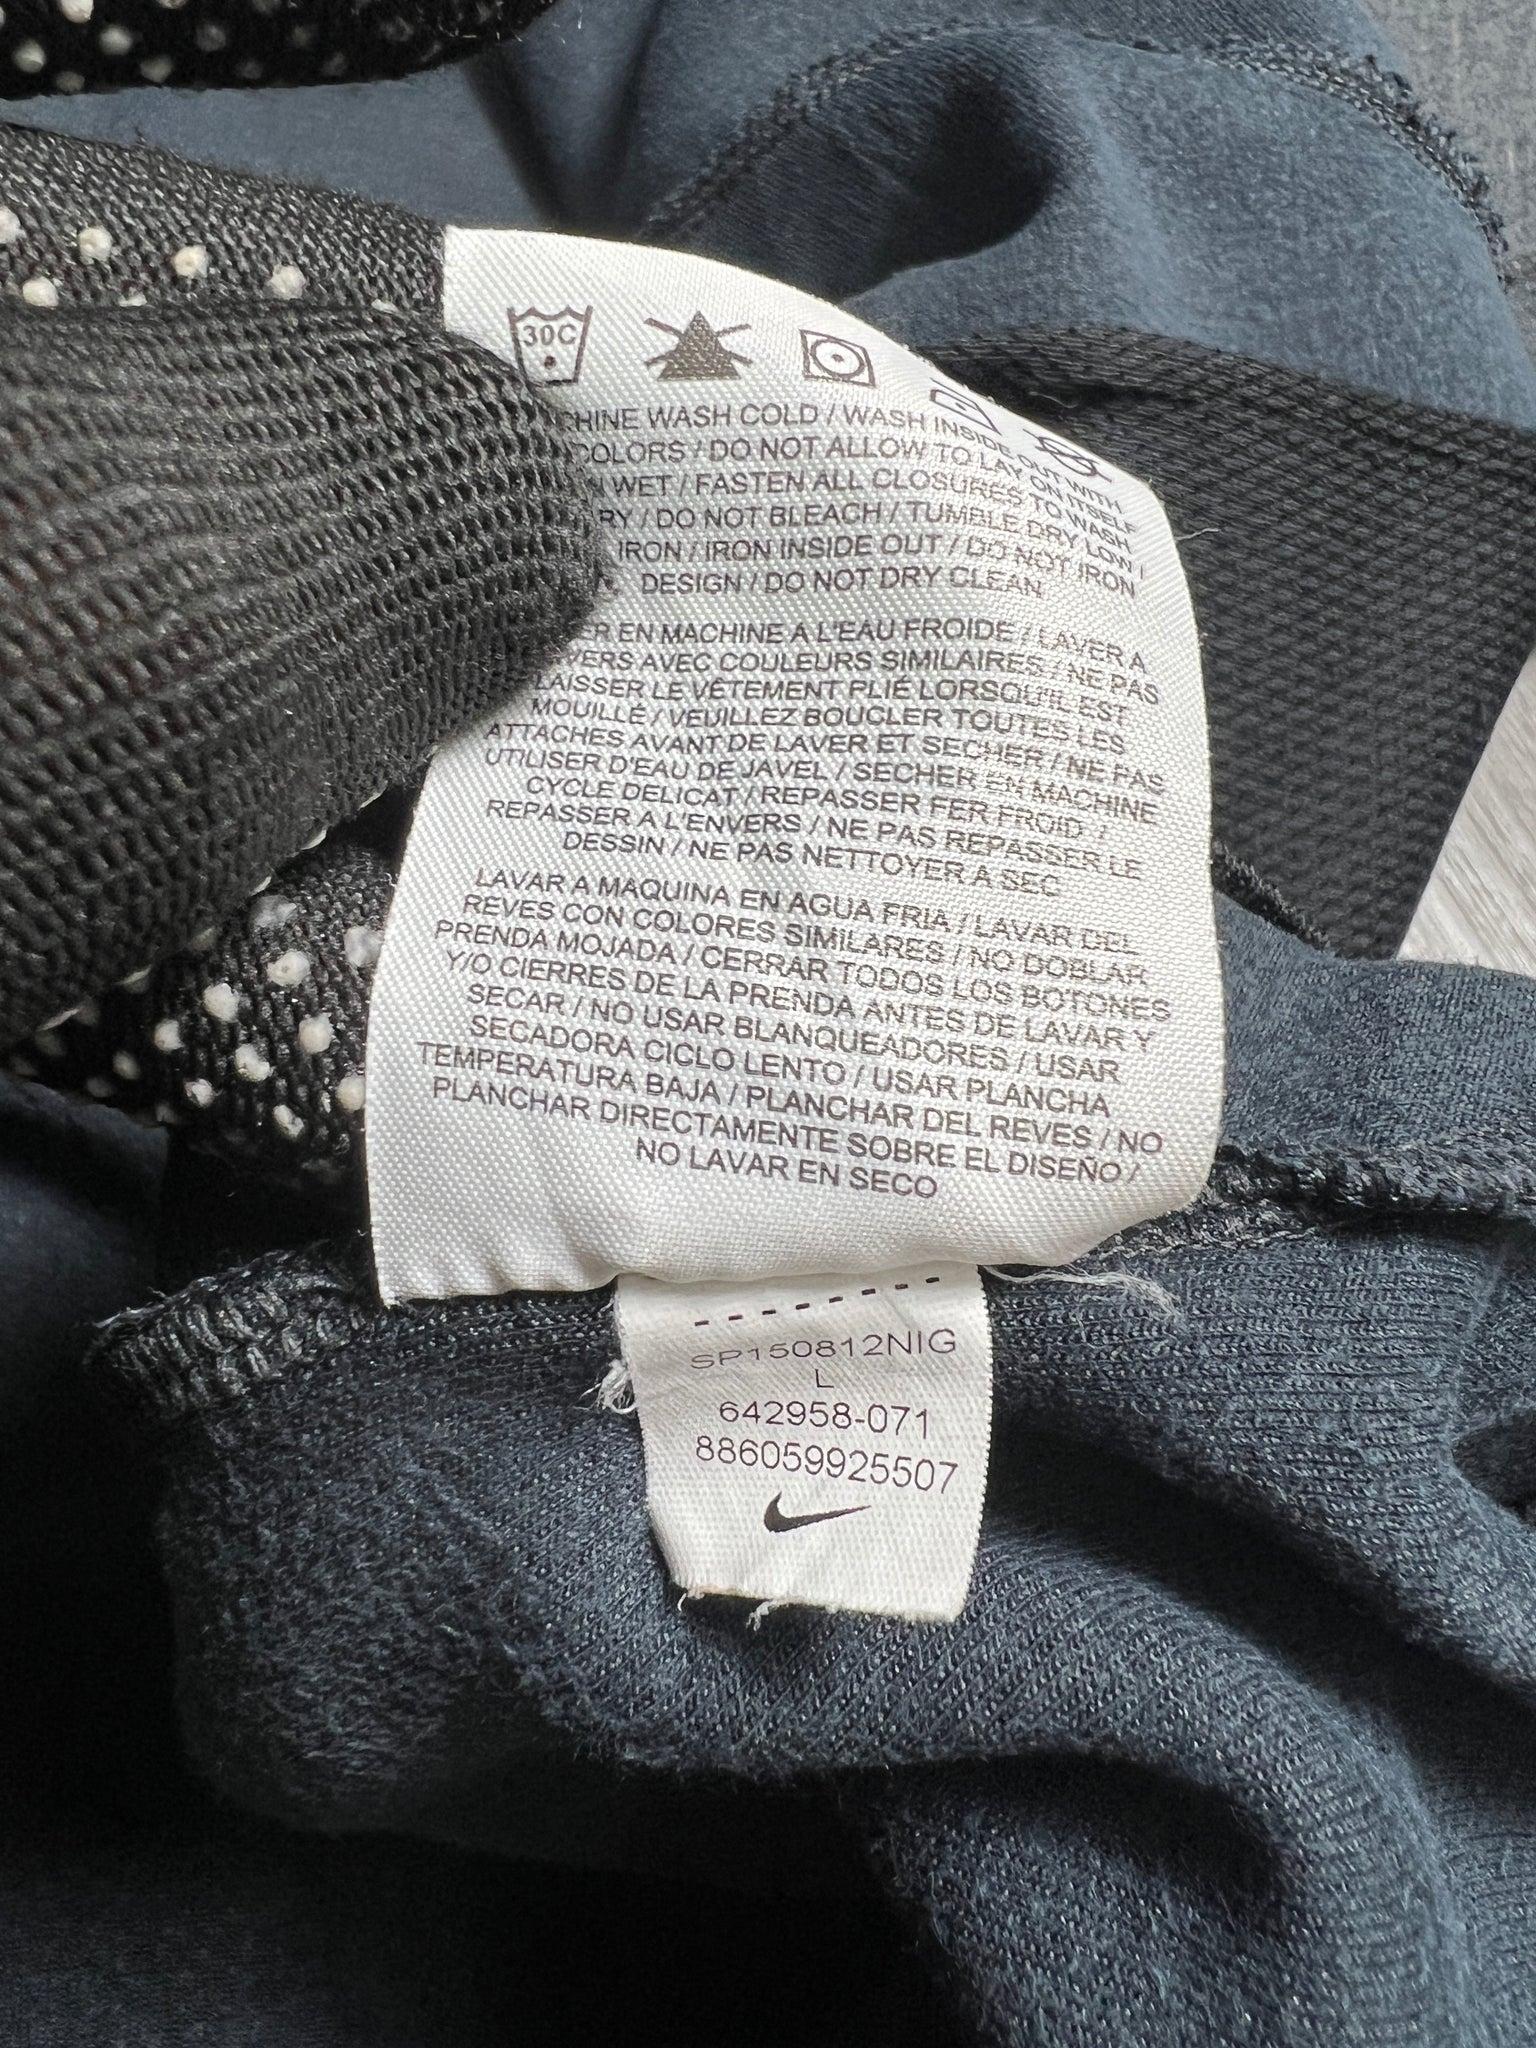 30C
WASH COLD / WASH INSIDE OUT WITH
COLORS / DO NOT ALLOW TO LAY ON ITSELF
WET / FASTEN ALL CLOSURES TO WASH
/ DO NOT BLEACH / TUMBLE DRY LOW /
IRON / IRON INSIDE OUT / DO NOT IRON
DESIGN / DO NOT DRY CLEAN
EN MACHINE A L'EAU FROIDE / LAVER A
AVEC COULEURS SIMILAIRES / NE PAS
LAISSER LE VÊTEMENT PLIÉ LORSQU'IL EST
MOUILLÉ / VEUILLEZ BOUCLER TOUTES LES
ATTACHES AVANT DE LAVER ET SECHER / NE PAS
UTILISER D'EAU DE JAVEL / SECHER EN MACHINE
CYCLE DELICAT / REPASSER FER FROID /
REPASSER A L'ENVERS / NE PAS REPASSER LE
DESSIN / NE PAS NETTOYER A SEC
LAVAR A MAQUINA EN AGUA FRIA / LAVAR DEL
REVES CON COLORES SIMILARES / NO DOBLAR
PRENDA MOJADA / CERRAR TODOS LOS BOTONES
Y/O CIERRES DE LA PRENDA ANTES DE LAVAR Y
SECAR / NO USAR BLANQUEADORES / USAR
SECADORA CICLO LENTO / USAR PLANCHA
TEMPERATURA BAJA / PLANCHAR DEL REVES / NO
PLANCHAR DIRECTAMENTE SOBRE EL DISEÑO /
NO LAVAR EN SECO
SP150812NIG
L
642958-071
886059925507